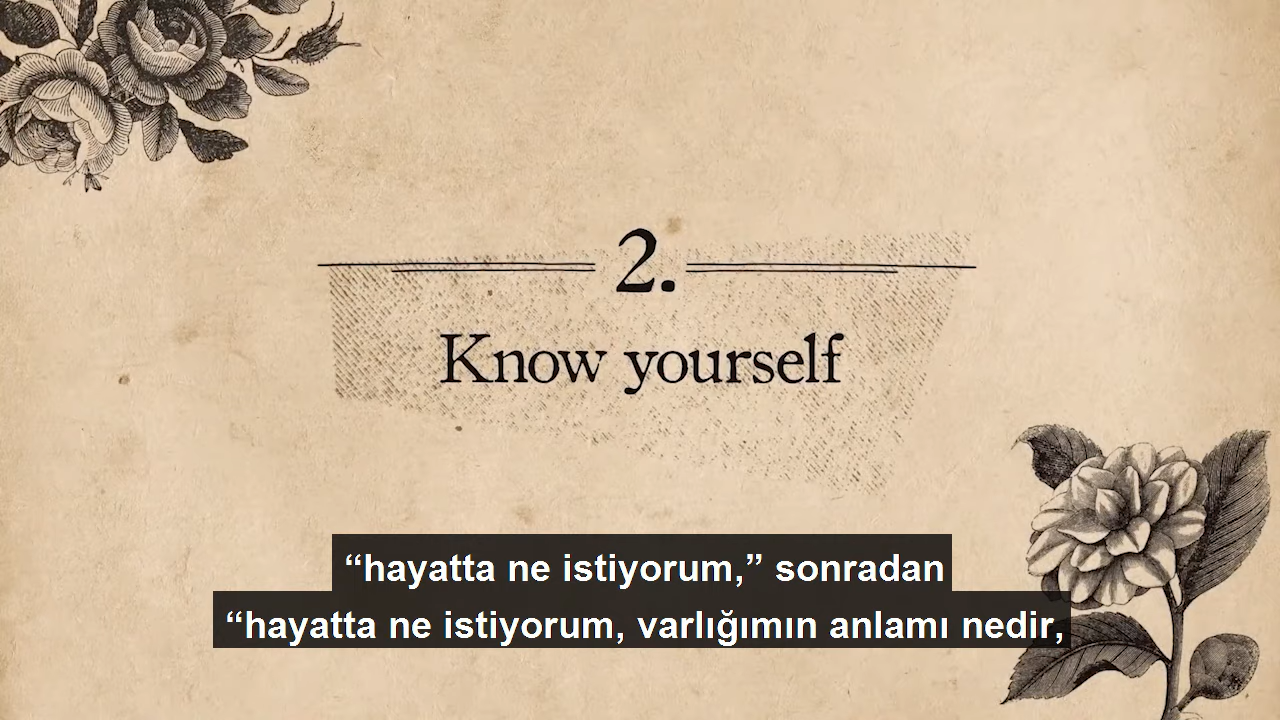 2.
Know yourself
“hayatta ne istiyorum,” sonradan
“hayatta ne istiyorum, varlığımın anlamı nedir,